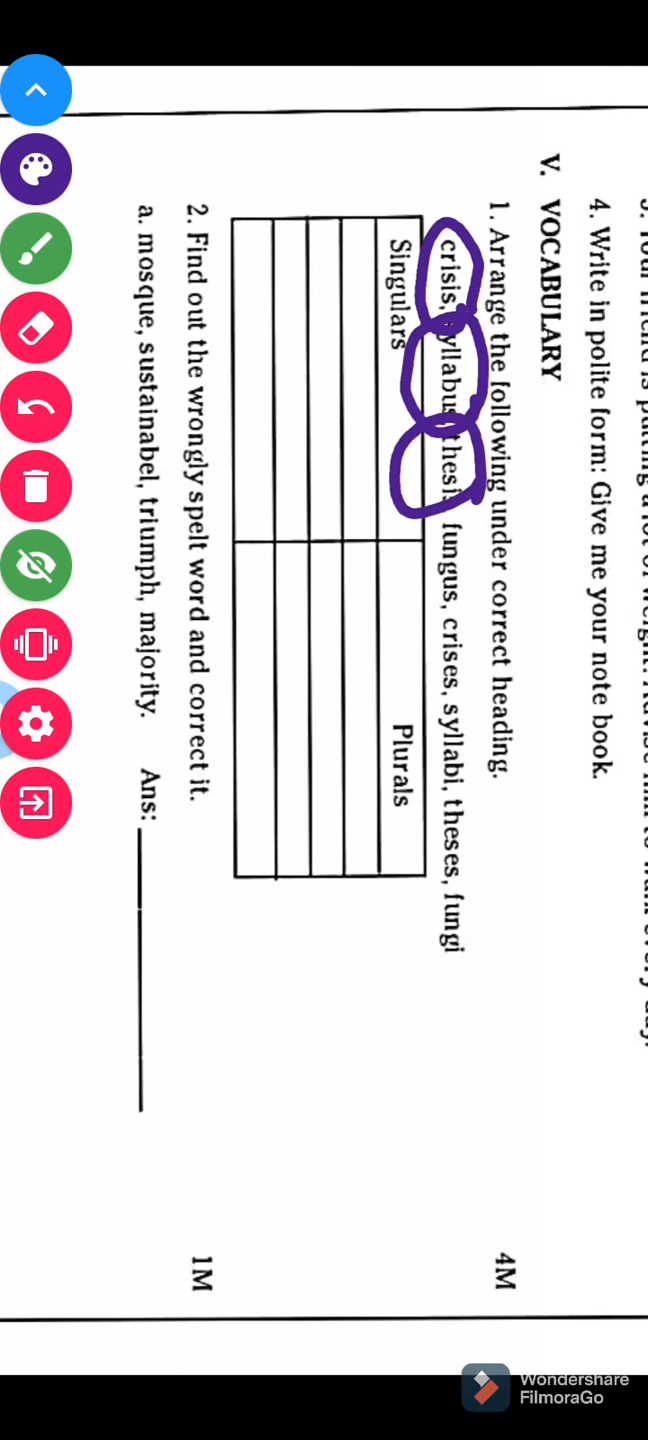 4. Write in polite form: Give me your note book.
V. VOCABULARY
1. Arrange the following under correct heading. 4M
crisis, syllabus, thesis, fungus, crises, syllabi, theses, fungi
Singulars Plurals
2. Find out the wrongly spelt word and correct it. 1M
a. mosque, sustainabel, triumph, majority. Ans:
Wondershare
FilmoraGo